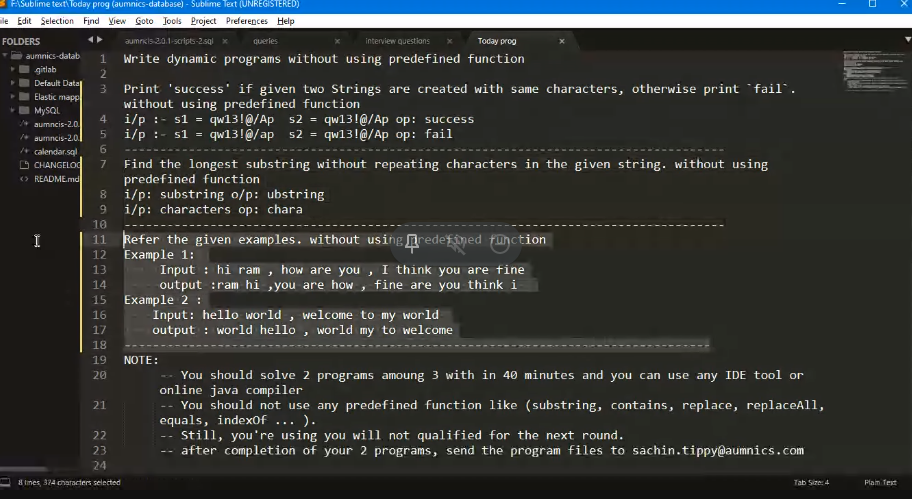 F:\Sublime text\Today prog (aumnics-database) - Sublime Text (UNREGISTERED)
ile Edit Selection Find View Goto Tools Project Preferences Help
FOLDERS
aumncis-2.0.1-scripts-2.sql
queries
interview questions
Today prog
aumnics-datab
.gitlab
Default Data
Elastic mapp
MySQL
aumncis-2.0.
aumncis-2.0.
calendar.sql
CHANGELOG
README.md
1 Write dynamic programs without using predefined function
2
3 Print 'success' if given two Strings are created with same characters, otherwise print `fail`.
without using predefined function
4 i/p :- s1 = qw13!@/Ap s2 = qw13!@/Ap op: success
5 i/p :- s1 = qw13!@/Ap s2 = qw13!@/Ap op: fail
6 ------------------------------------------------------------------------------------
7 Find the longest substring without repeating characters in the given string. without using
predefined function
8 i/p: substring o/p: ubstring
9 i/p: characters op: chara
10 ------------------------------------------------------------------------------------
11 Refer the given examples. without using predefined function
12 Example 1:
13 Input : hi ram , how are you , I think you are fine
14 output :ram hi ,you are how , fine are you think i
15 Example 2 :
16 Input: hello world , welcome to my world
17 output : world hello , world my to welcome
18 ----------------------------------------------------------------------------------
19 NOTE:
20 -- You should solve 2 programs amoung 3 with in 40 minutes and you can use any IDE tool or
online java compiler
21 -- You should not use any predefined function like (substring, contains, replace, replaceAll,
equals, indexOf ... ).
22 -- Still, you're using you will not qualified for the next round.
23 -- after completion of your 2 programs, send the program files to sachin.tippy@aumnics.com
24
8 lines, 374 characters selected
Tab Size: 4
Plain Text